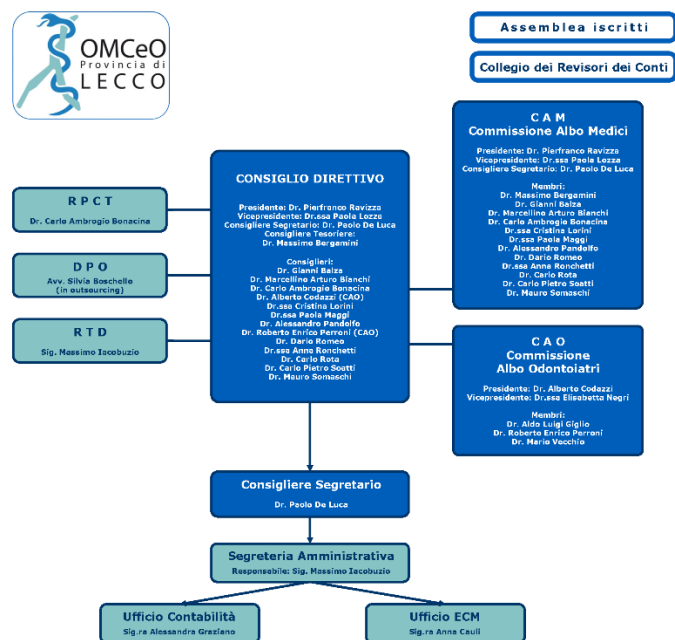 OMCeO
Provincia di
LECCO
Assemblea iscritti
Collegio dei Revisori dei Conti
CAM
Commissione Albo Medici
Presidente: Dr. Pierfranco Ravizza
Vicepresidente: Dr.ssa Paola Lozza
Consigliere Segretario: Dr. Paolo De Luca
Membri:
Dr. Massimo Bergamini
Dr. Gianni Balza
Dr. Marcellino Arturo Bianchi
Dr. Carlo Ambrogio Bonacina
Dr.ssa Cristina Lorini
Dr.ssa Paola Maggi
Dr. Alessandro Pandolfo
Dr. Dario Romeo
Dr.ssa Anna Ronchetti
Dr. Carlo Rota
Dr. Carlo Pietro Soatti
Dr. Mauro Somaschi
CONSIGLIO DIRETTIVO
Presidente: Dr. Pierfranco Ravizza
Vicepresidente: Dr.ssa Paola Lozza
Consigliere Segretario: Dr. Paolo De Luca
Consigliere Tesoriere:
Dr. Massimo Bergamini
Consiglieri:
Dr. Gianni Balza
Dr. Marcellino Arturo Bianchi
Dr. Carlo Ambrogio Bonacina
Dr. Alberto Codazzi (CAO)
Dr.ssa Cristina Lorini
Dr.ssa Paola Maggi
Dr. Alessandro Pandolfo
Dr. Roberto Enrico Perroni (CAO)
Dr. Dario Romeo
Dr.ssa Anna Ronchetti
Dr. Carlo Rota
Dr. Carlo Pietro Soatti
Dr. Mauro Somaschi
RPCT
Dr. Carlo Ambrogio Bonacina
DPO
Avv. Silvia Boschello
(in outsourcing)
RTD
Sig. Massimo Iacobuzio
CAO
Commissione
Albo Odontoiatri
Presidente: Dr. Alberto Codazzi
Vicepresidente: Dr.ssa Elisabetta Negri
Membri:
Dr. Aldo Luigi Giglio
Dr. Roberto Enrico Perroni
Dr. Mario Vecchio
Consigliere Segretario
Dr. Paolo De Luca
Segreteria Amministrativa
Responsabile: Sig. Massimo Iacobuzio
Ufficio Contabilità
Sig.ra Alessandra Graziano
Ufficio ECM
Sig.ra Anna Cauli